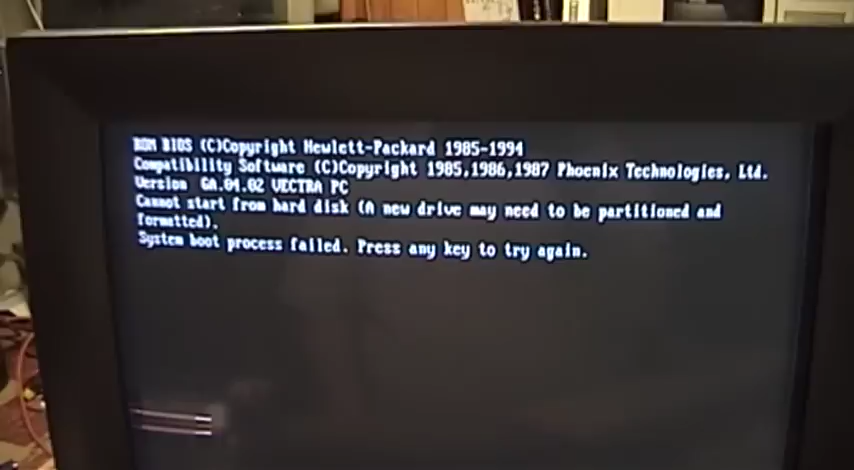 ROM BIOS (C)Copyright Hewlett-Packard 1985-1994
Compatibility Software (C)Copyright 1985,1986,1987 Phoenix Technologies, Ltd.
Version GA.04.02 VECTRA PC
Cannot start from hard disk (A new drive may need to be partitioned and
formatted).
System boot process failed. Press any key to try again.